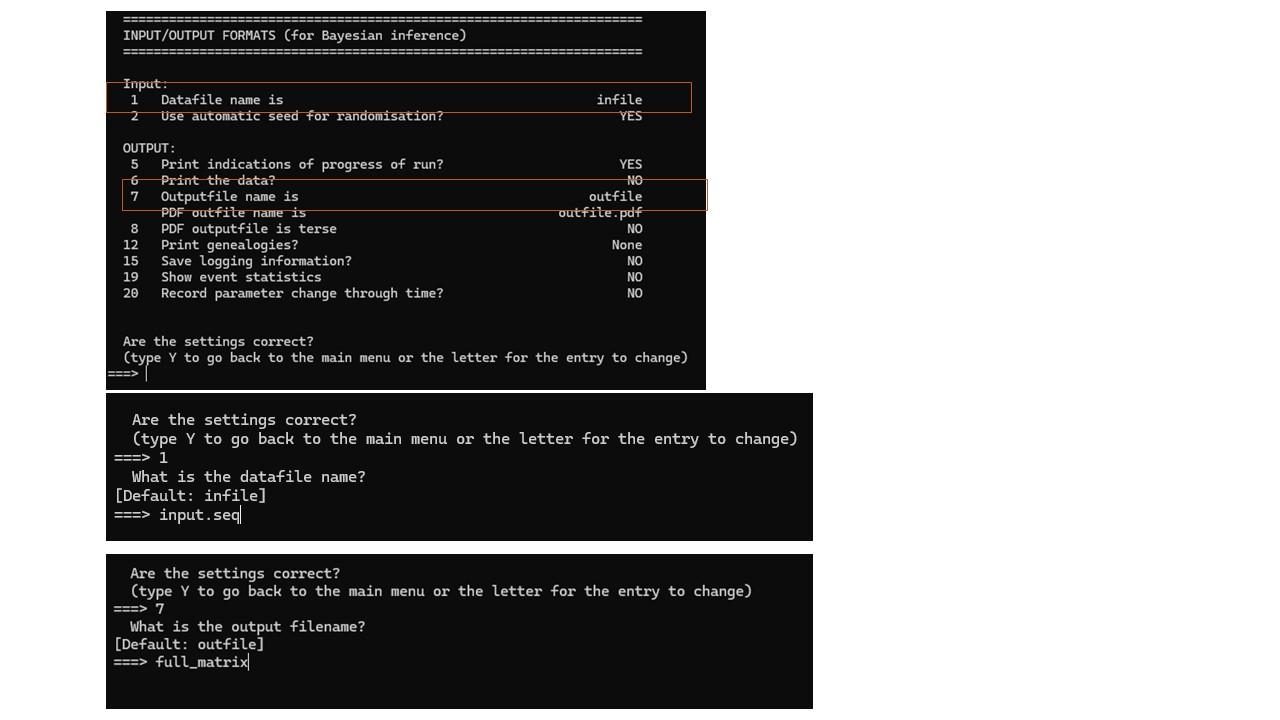 ====================================================================
INPUT/OUTPUT FORMATS (for Bayesian inference)
====================================================================
Input:
1 Datafile name is infile
2 Use automatic seed for randomisation? YES
OUTPUT:
5 Print indications of progress of run? YES
6 Print the data? NO
7 Outputfile name is outfile
PDF outfile name is outfile.pdf
8 PDF outputfile is terse NO
12 Print genealogies? None
15 Save logging information? NO
19 Show event statistics NO
20 Record parameter change through time? NO
Are the settings correct?
(type Y to go back to the main menu or the letter for the entry to change)
===>
Are the settings correct?
(type Y to go back to the main menu or the letter for the entry to change)
===> 1
What is the datafile name?
[Default: infile]
===> input.seq
Are the settings correct?
(type Y to go back to the main menu or the letter for the entry to change)
===> 7
What is the output filename?
[Default: outfile]
===> full_matrix